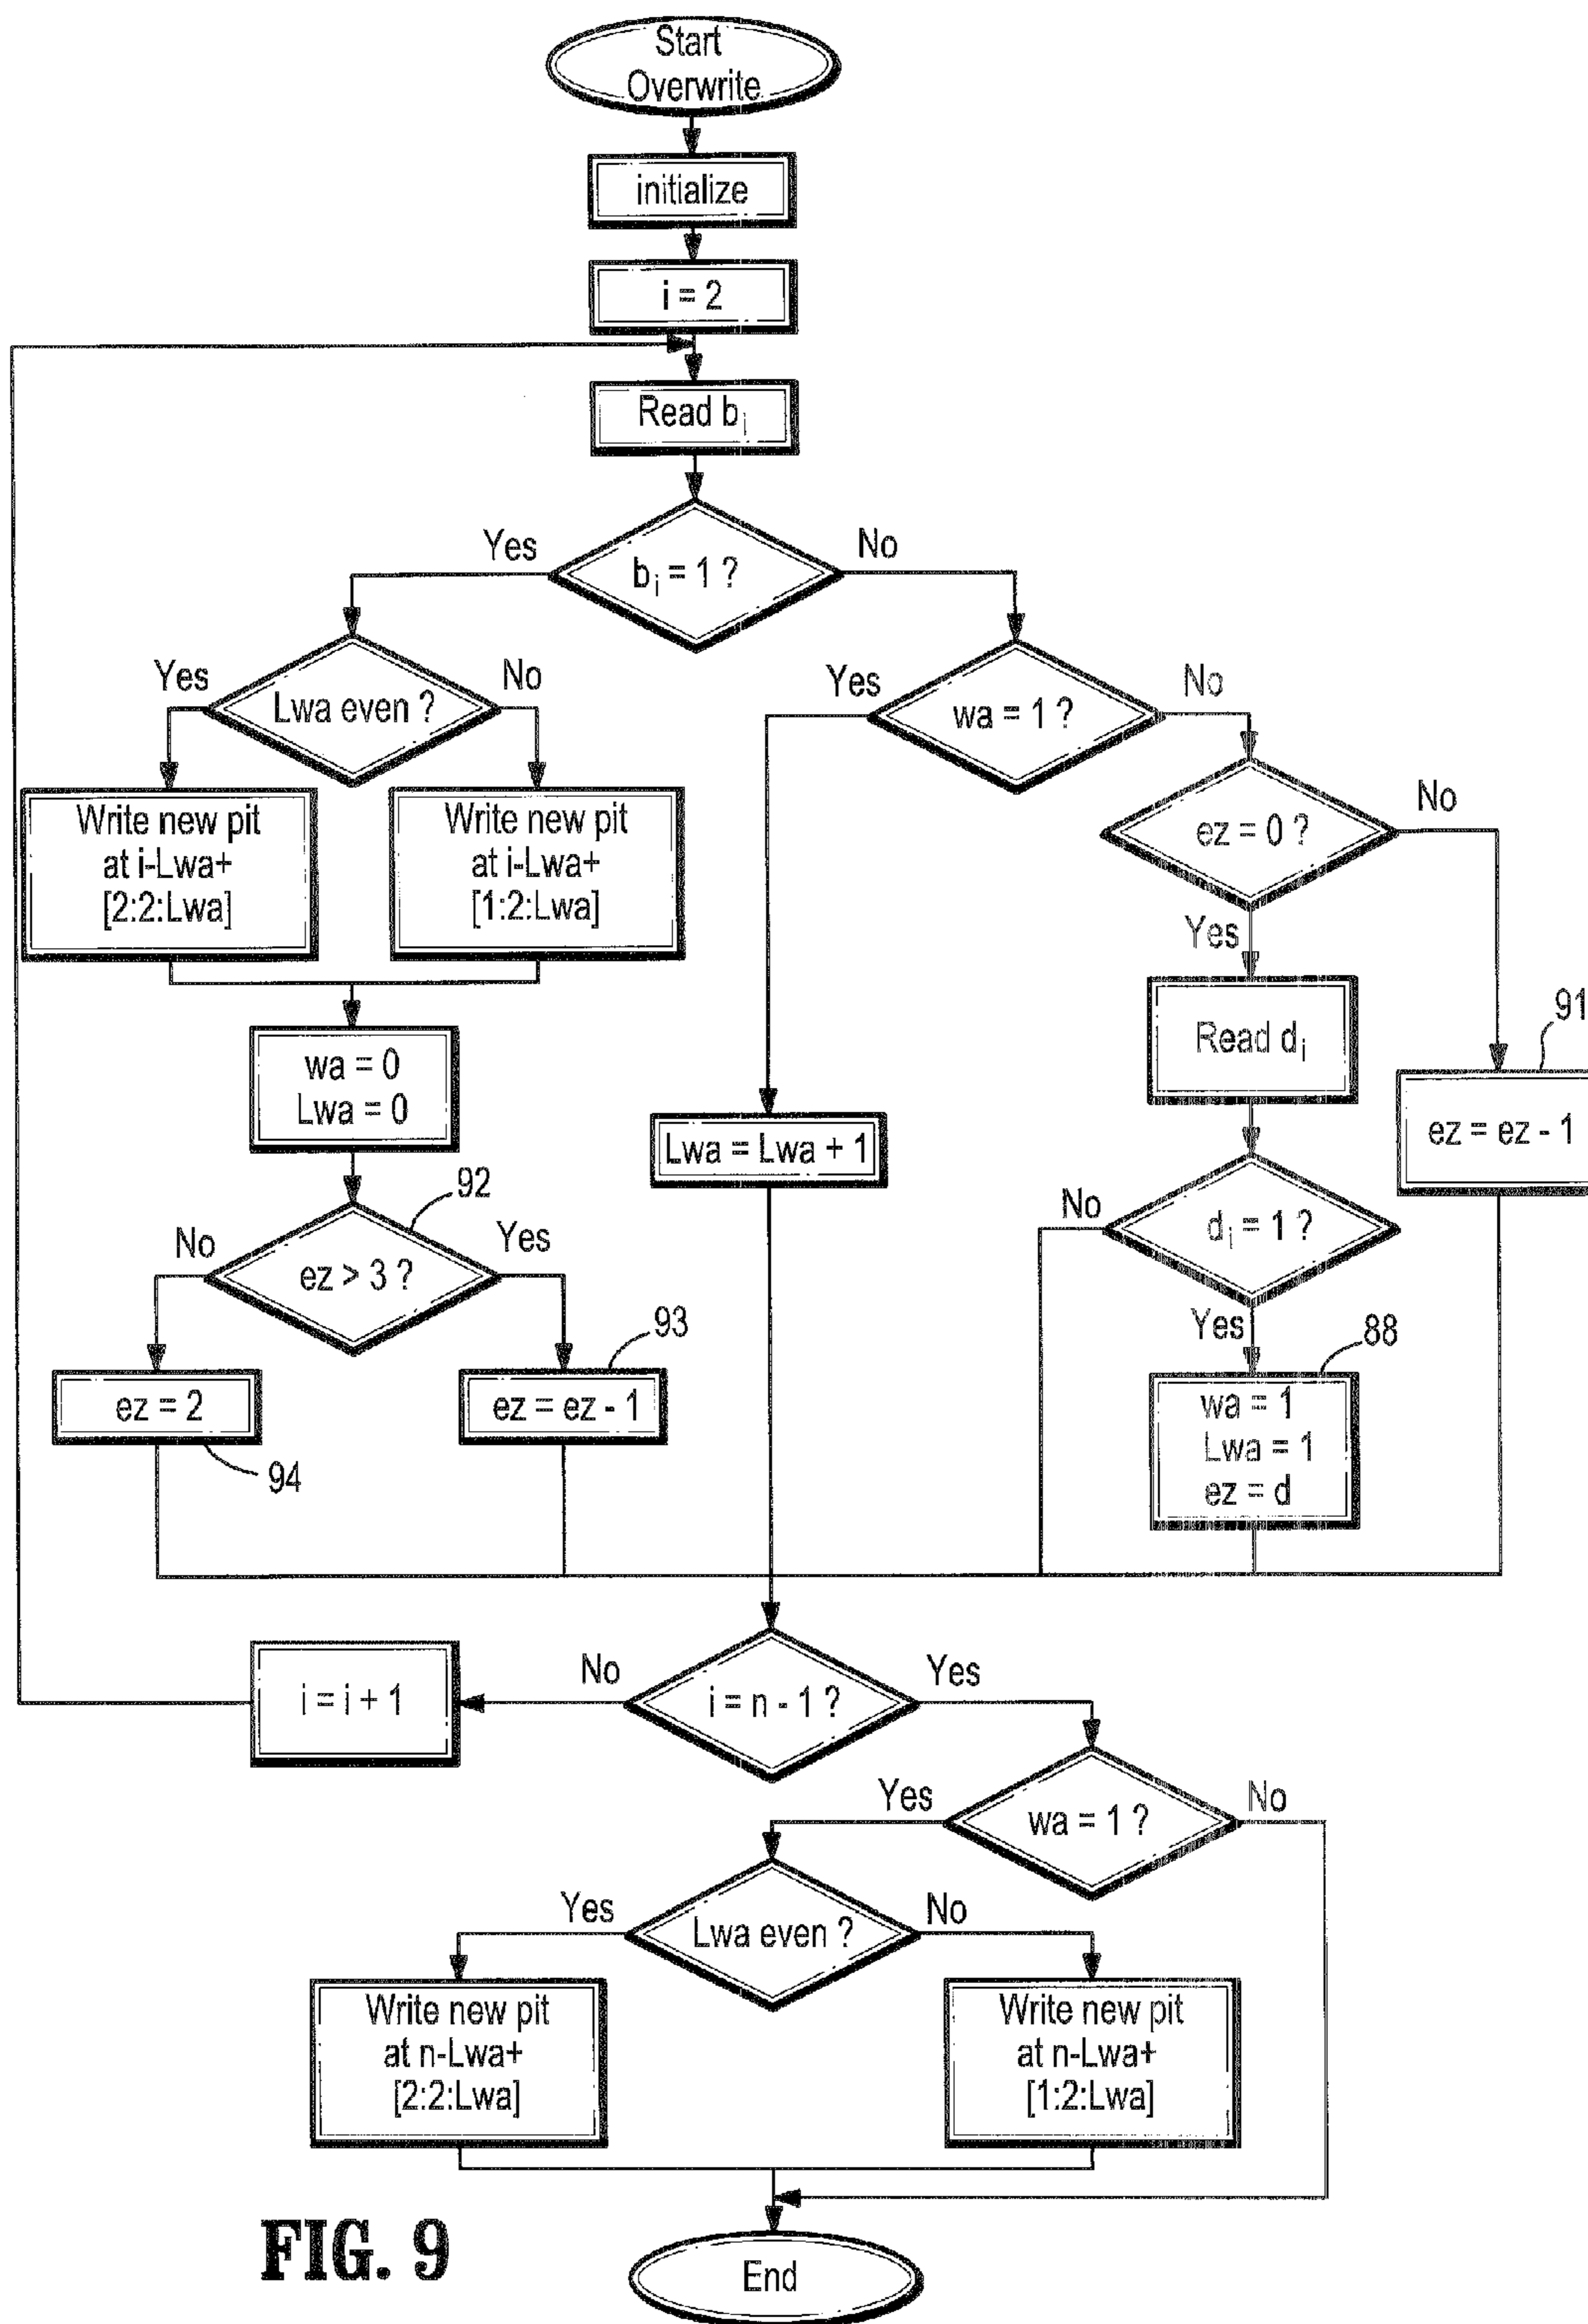 Start
Overwrite
initialize
i = 2
Read bi
bi = 1 ?
Yes
No
Lwa even ?
Yes
No
wa = 1 ?
Yes
No
Write new pit
at i-Lwa+
[2:2:Lwa]
Write new pit
at i-Lwa+
[1:2:Lwa]
ez = 0 ?
No
Yes
wa = 0
Lwa = 0
Lwa = Lwa + 1
Read di
91
ez = ez - 1
92
ez > 3 ?
No
Yes
di = 1 ?
No
Yes
ez = 2
94
93
ez = ez - 1
88
wa = 1
Lwa = 1
ez = d
i = i + 1
No
i = n - 1 ?
Yes
wa = 1 ?
Yes
No
Lwa even ?
Yes
No
Write new pit
at n-Lwa+
[2:2:Lwa]
Write new pit
at n-Lwa+
[1:2:Lwa]
End
FIG. 9